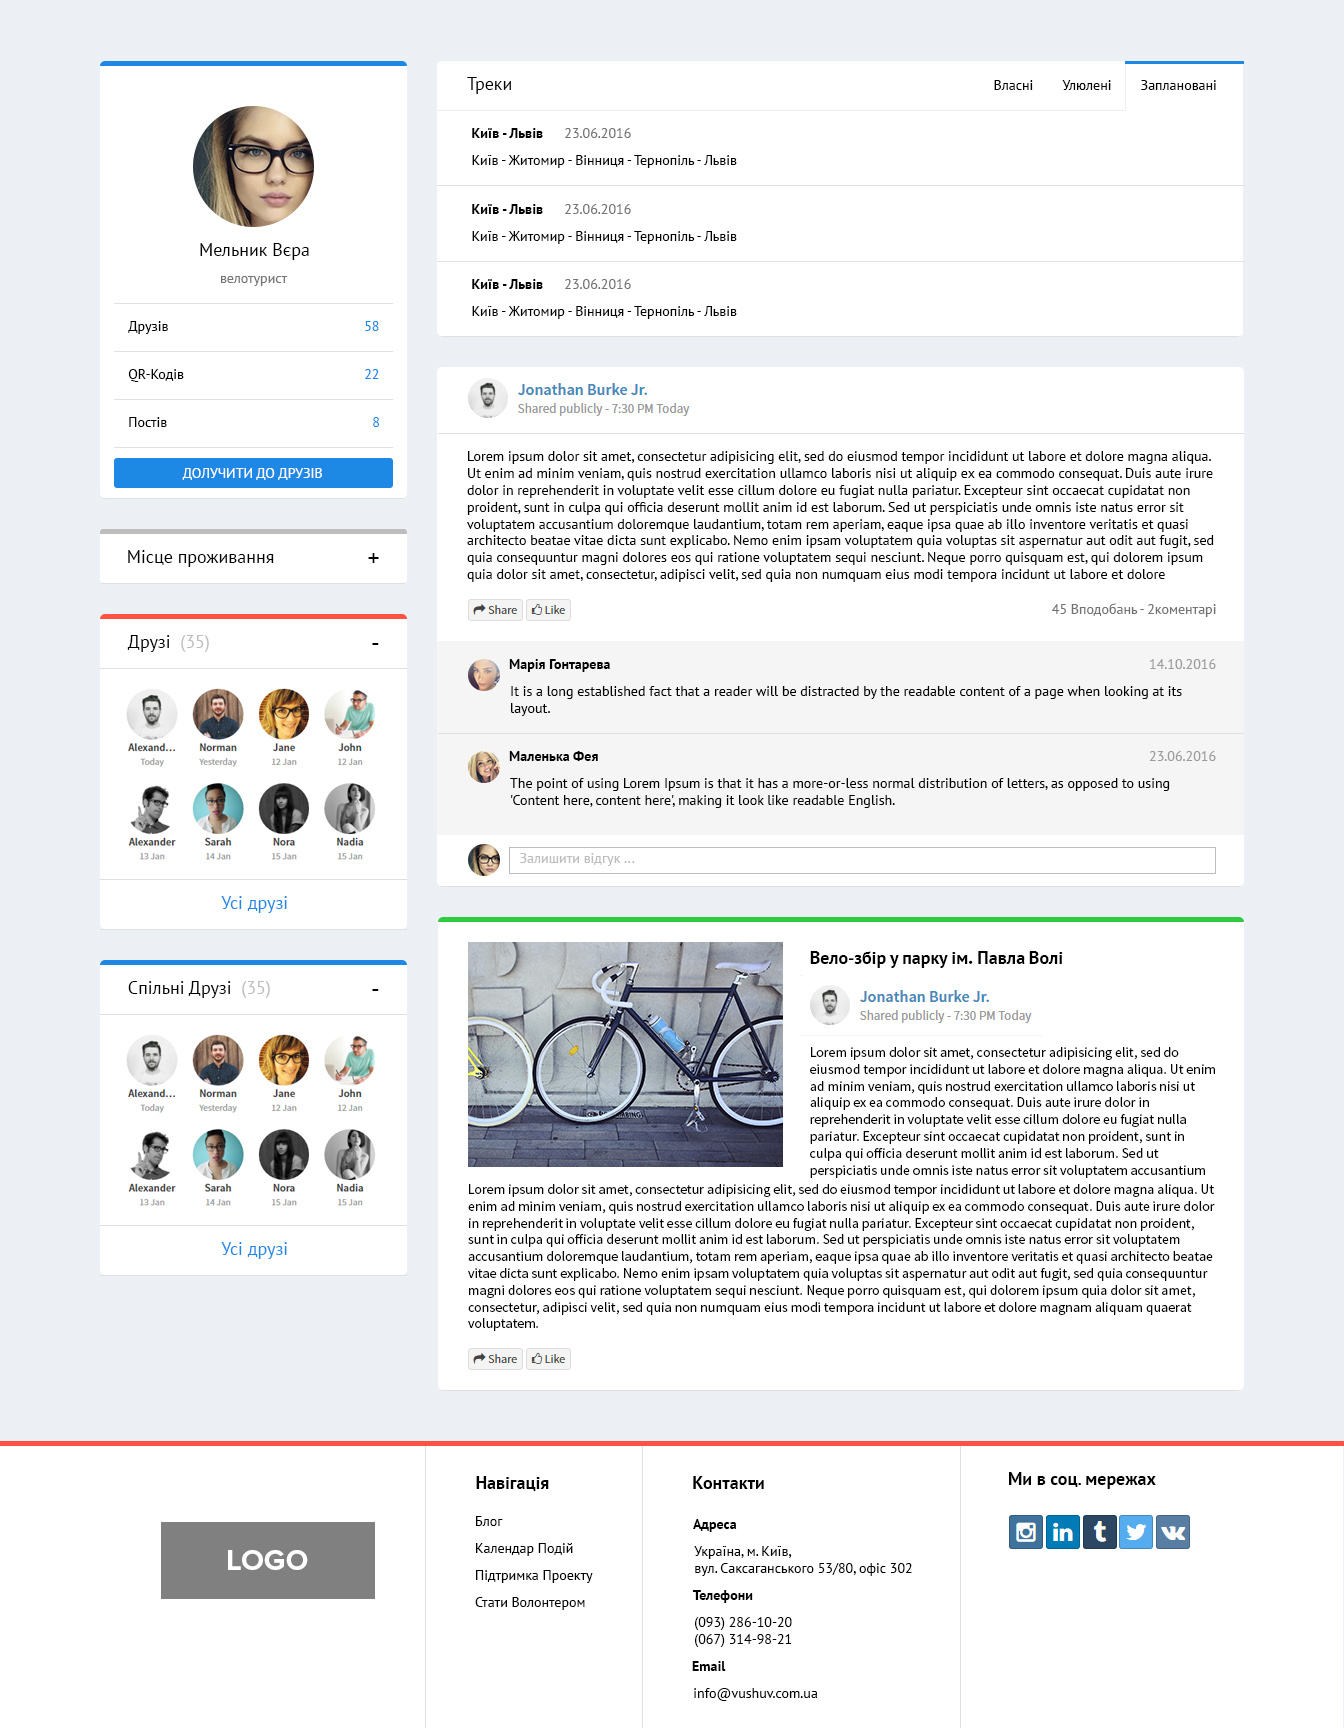 Мельник Вєра
велотурист
Друзів 58
QR-Кодів 22
Постів 8
ДОЛУЧИТИ ДО ДРУЗІВ
Місце проживання +
Друзі (35) -
Alexand... Norman Jane John
Today Yesterday 12 Jan 12 Jan
Alexander Sarah Nora Nadia
13 Jan 14 Jan 15 Jan 15 Jan
Усі друзі
Спільні Друзі (35) -
Alexand... Norman Jane John
Today Yesterday 12 Jan 12 Jan
Alexander Sarah Nora Nadia
13 Jan 14 Jan 15 Jan 15 Jan
Усі друзі
Треки Власні Улюлені Заплановані
Київ - Львів 23.06.2016
Київ - Житомир - Вінниця - Тернопіль - Львів
Київ - Львів 23.06.2016
Київ - Житомир - Вінниця - Тернопіль - Львів
Київ - Львів 23.06.2016
Київ - Житомир - Вінниця - Тернопіль - Львів
Jonathan Burke Jr.
Shared publicly - 7:30 PM Today
Lorem ipsum dolor sit amet, consectetur adipisicing elit, sed do eiusmod tempor incididunt ut labore et dolore magna aliqua.
Ut enim ad minim veniam, quis nostrud exercitation ullamco laboris nisi ut aliquip ex ea commodo consequat. Duis aute irure
dolor in reprehenderit in voluptate velit esse cillum dolore eu fugiat nulla pariatur. Excepteur sint occaecat cupidatat non
proident, sunt in culpa qui officia deserunt mollit anim id est laborum. Sed ut perspiciatis unde omnis iste natus error sit
voluptatem accusantium doloremque laudantium, totam rem aperiam, eaque ipsa quae ab illo inventore veritatis et quasi
architecto beatae vitae dicta sunt explicabo. Nemo enim ipsam voluptatem quia voluptas sit aspernatur aut odit aut fugit, sed
quia consequuntur magni dolores eos qui ratione voluptatem sequi nesciunt. Neque porro quisquam est, qui dolorem ipsum
quia dolor sit amet, consectetur, adipisci velit, sed quia non numquam eius modi tempora incidunt ut labore et dolore
Share Like 45 Вподобань - 2коментарі
Марія Гонтарева 14.10.2016
It is a long established fact that a reader will be distracted by the readable content of a page when looking at its
layout.
Маленька Фея 23.06.2016
The point of using Lorem Ipsum is that it has a more-or-less normal distribution of letters, as opposed to using
'Content here, content here', making it look like readable English.
Залишити відгук ...
Вело-збір у парку ім. Павла Волі
Jonathan Burke Jr.
Shared publicly - 7:30 PM Today
Lorem ipsum dolor sit amet, consectetur adipisicing elit, sed do
eiusmod tempor incididunt ut labore et dolore magna aliqua. Ut enim
ad minim veniam, quis nostrud exercitation ullamco laboris nisi ut
aliquip ex ea commodo consequat. Duis aute irure dolor in
reprehenderit in voluptate velit esse cillum dolore eu fugiat nulla
pariatur. Excepteur sint occaecat cupidatat non proident, sunt in
culpa qui officia deserunt mollit anim id est laborum. Sed ut
perspiciatis unde omnis iste natus error sit voluptatem accusantium
Lorem ipsum dolor sit amet, consectetur adipisicing elit, sed do eiusmod tempor incididunt ut labore et dolore magna aliqua. Ut
enim ad minim veniam, quis nostrud exercitation ullamco laboris nisi ut aliquip ex ea commodo consequat. Duis aute irure dolor
in reprehenderit in voluptate velit esse cillum dolore eu fugiat nulla pariatur. Excepteur sint occaecat cupidatat non proident,
sunt in culpa qui officia deserunt mollit anim id est laborum. Sed ut perspiciatis unde omnis iste natus error sit voluptatem
accusantium doloremque laudantium, totam rem aperiam, eaque ipsa quae ab illo inventore veritatis et quasi architecto beatae
vitae dicta sunt explicabo. Nemo enim ipsam voluptatem quia voluptas sit aspernatur aut odit aut fugit, sed quia consequuntur
magni dolores eos qui ratione voluptatem sequi nesciunt. Neque porro quisquam est, qui dolorem ipsum quia dolor sit amet,
consectetur, adipisci velit, sed quia non numquam eius modi tempora incidunt ut labore et dolore magnam aliquam quaerat
voluptatem.
Share Like
LOGO
Навігація
Блог
Календар Подій
Підтримка Проекту
Стати Волонтером
Контакти
Адреса
Україна, м. Київ,
вул. Саксаганського 53/80, офіс 302
Телефони
(093) 286-10-20
(067) 314-98-21
Email
info@vushuv.com.ua
Ми в соц. мережах